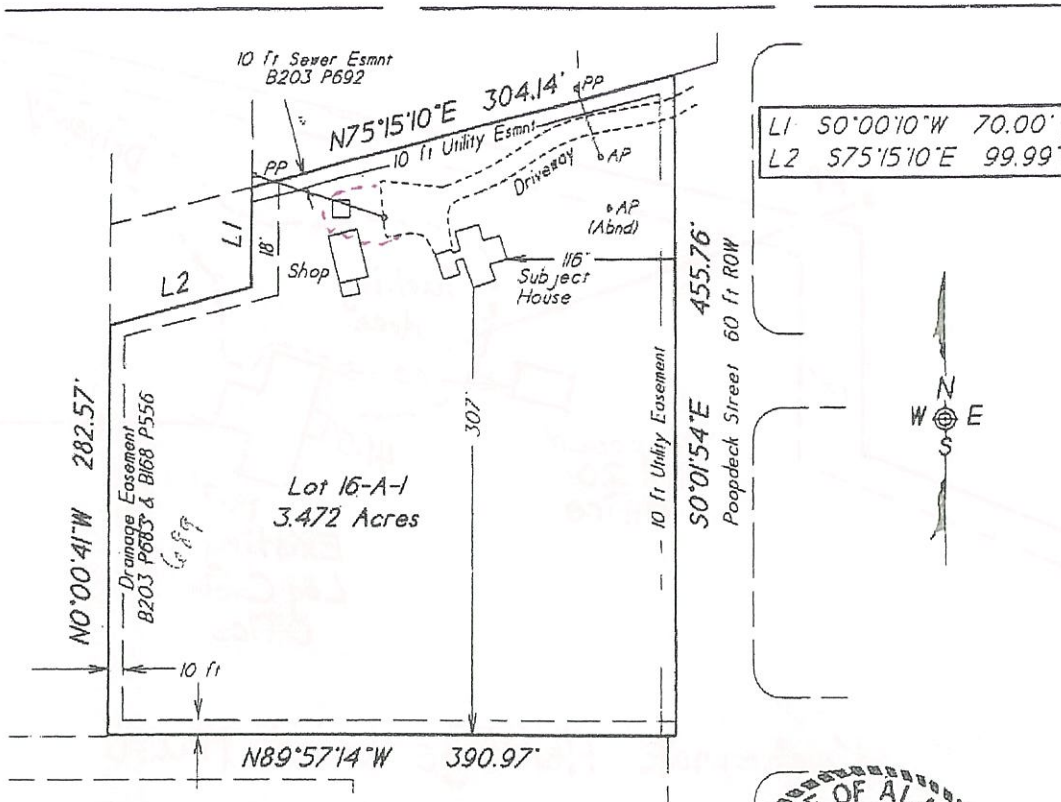 10 ft Sewer Esmnt
B203 P692
N75°15'10"E 304.14'
10 ft Utility Esmnt
PP
PP
AP
Driveway
AP
(Abnd)
L1 S0°00'10"W 70.00'
L2 S75°15'10"E 99.99'
L1
18'
L2
Shop
116'
Subject
House
455.76'
60 ft ROW
S0°01'54"E
Poopdeck Street
10 ft Utility Easement
307'
N0°00'41"W 282.57'
Drainage Easement
B203 P683 & B168 P556
689
Lot 16-A-1
3.472 Acres
10 ft
N89°57'14"W 390.97'
N
W E
S
OF AL